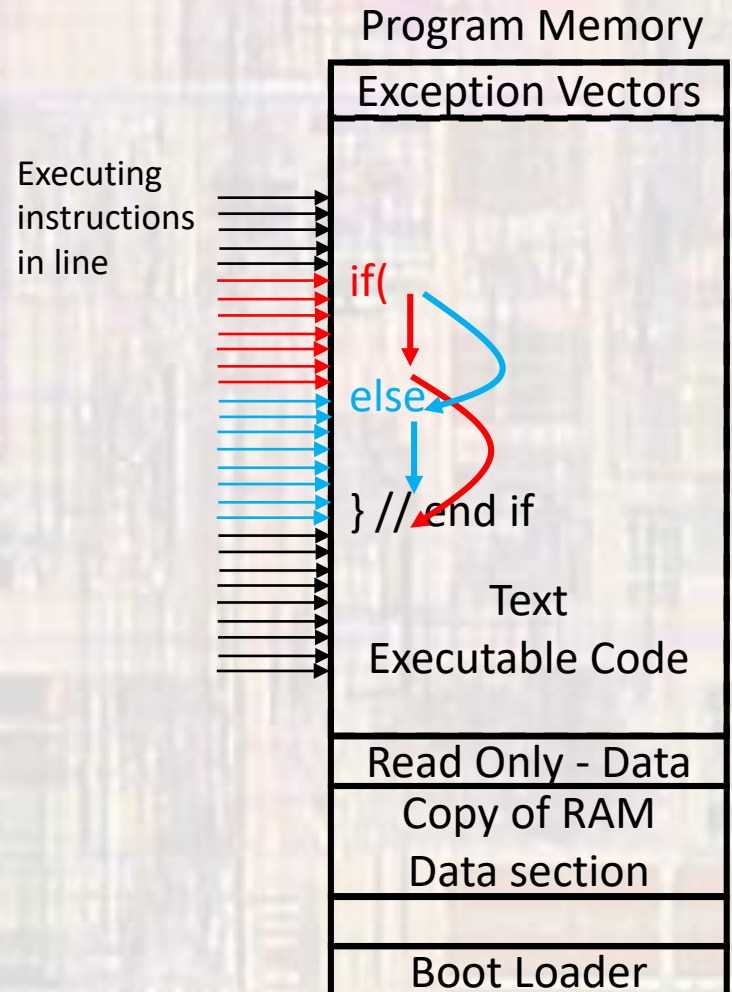 Program Memory
Exception Vectors
Executing
instructions
in line
if(
else
} // end if
Text
Executable Code
Read Only - Data
Copy of RAM
Data section
Boot Loader